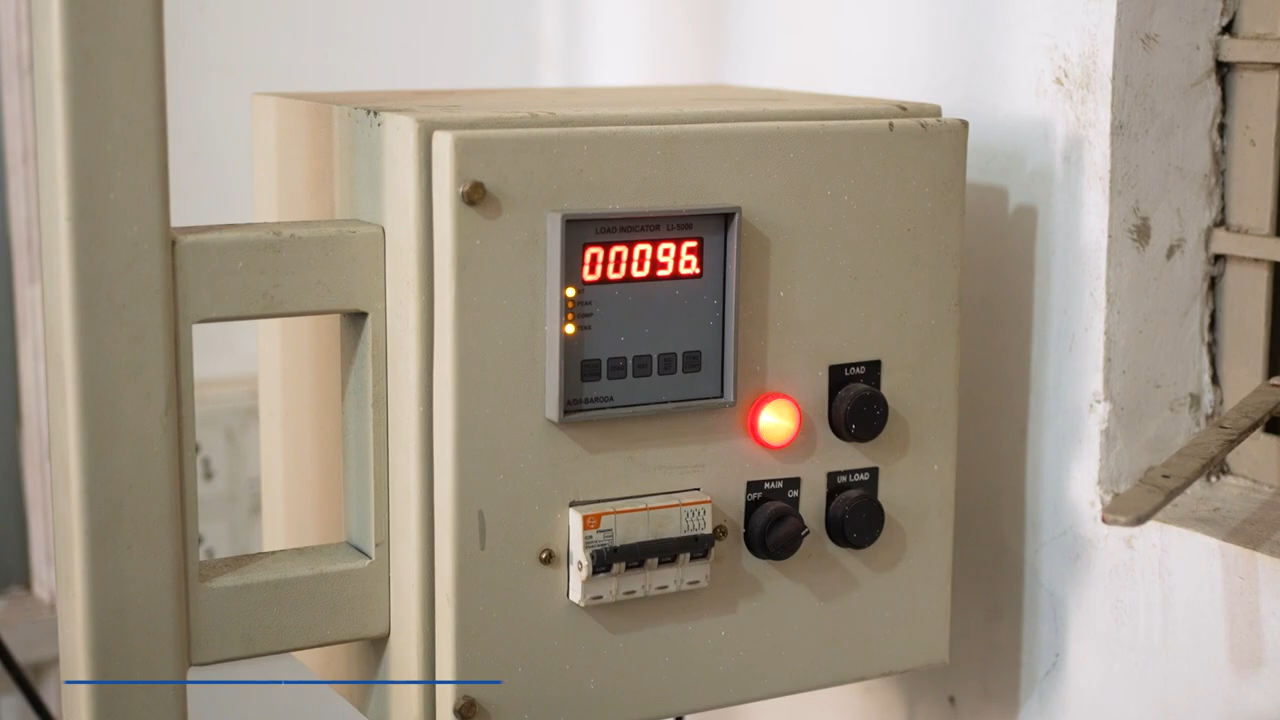 LOAD INDICATOR LI-5000
00096.
PEAK
COMP
TENS
BARODA
LOAD
MAIN
OFF ON
UN LOAD